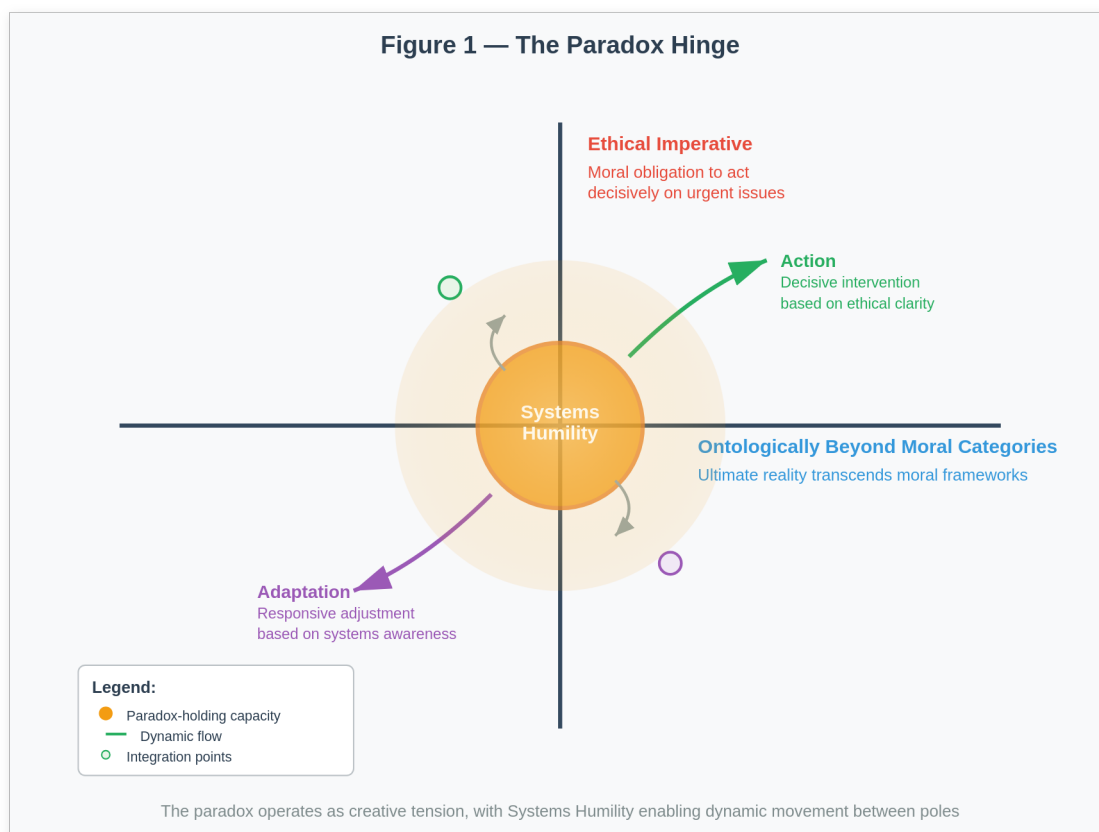 Figure 1 — The Paradox Hinge
Ethical Imperative
Moral obligation to act
decisively on urgent issues
Action
Decisive intervention
based on ethical clarity
Systems
Humility
Ontologically Beyond Moral Categories
Ultimate reality transcends moral frameworks
Adaptation
Responsive adjustment
based on systems awareness
Legend:
Paradox-holding capacity
Dynamic flow
Integration points
The paradox operates as creative tension, with Systems Humility enabling dynamic movement between poles